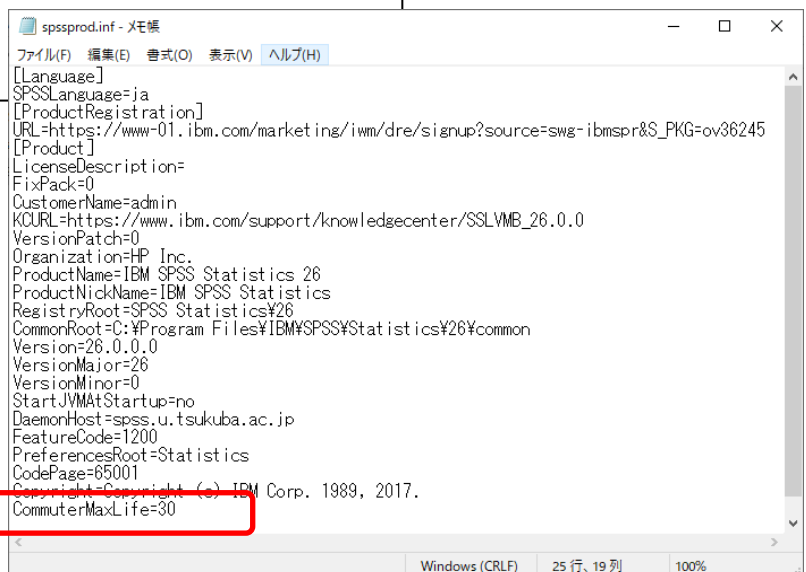 spssprod.inf - メモ帳
ファイル(F) 編集(E) 書式(O) 表示(V) ヘルプ(H)
[Language]
SPSSLanguage=ja
[ProductRegistration]
URL=https://www-01.ibm.com/marketing/iwm/dre/signup?source=swg-ibmspr&S_PKG=ov36245
[Product]
LicenseDescription=
FixPack=0
CustomerName=admin
KCURL=https://www.ibm.com/support/knowledgecenter/SSLVMB_26.0.0
VersionPatch=0
Organization=HP Inc.
ProductName=IBM SPSS Statistics 26
ProductNickName=IBM SPSS Statistics
RegistryRoot=SPSS Statistics¥26
CommonRoot=C:¥Program Files¥IBM¥SPSS¥Statistics¥26¥common
Version=26.0.0.0
VersionMajor=26
VersionMinor=0
StartJVMAtStartup=no
DaemonHost=spss.u.tsukuba.ac.jp
FeatureCode=1200
PreferencesRoot=Statistics
CodePage=65001
Copyright=Copyright (c) IBM Corp. 1989, 2017.
CommuterMaxLife=30
Windows (CRLF) 25 行、19 列 100%